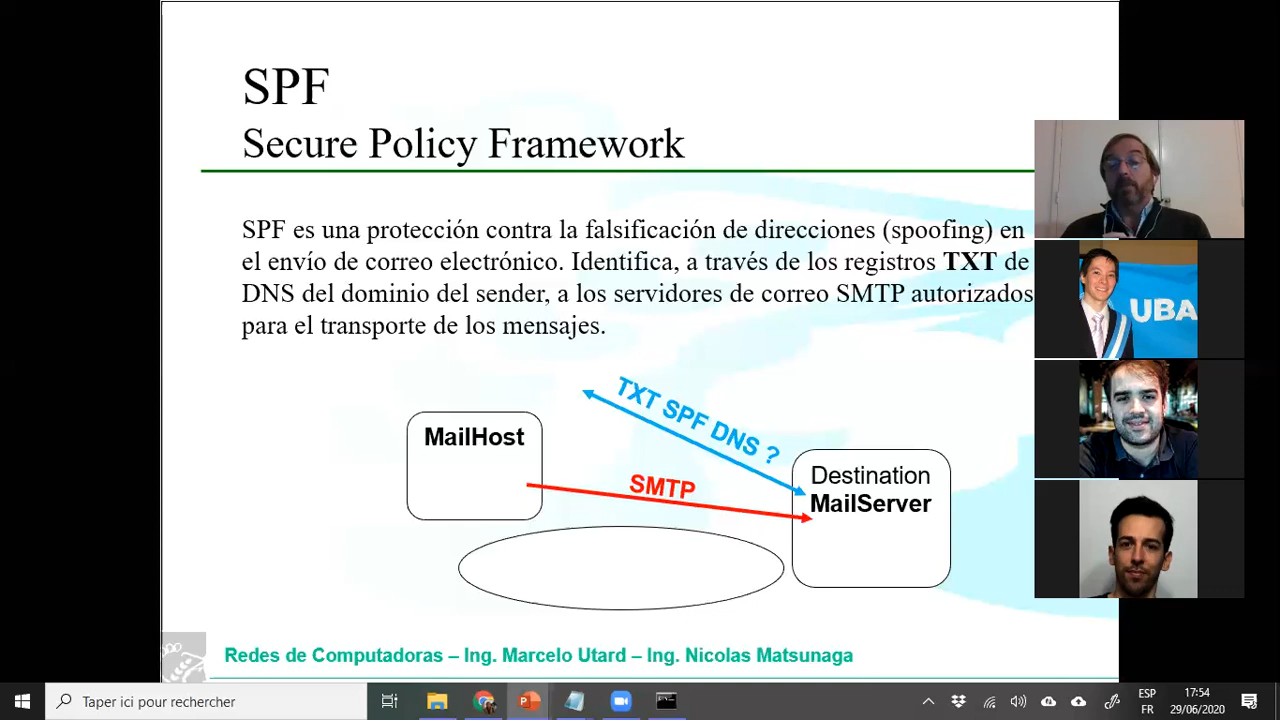 SPF
Secure Policy Framework
SPF es una protección contra la falsificación de direcciones (spoofing) en
el envío de correo electrónico. Identifica, a través de los registros TXT de
DNS del dominio del sender, a los servidores de correo SMTP autorizados
para el transporte de los mensajes.
TXT SPF DNS ?
MailHost
SMTP
Destination
MailServer
UBA
Redes de Computadoras – Ing. Marcelo Utard – Ing. Nicolas Matsunaga
Taper ici pour rechercher
ESP
FR
17:54
29/06/2020